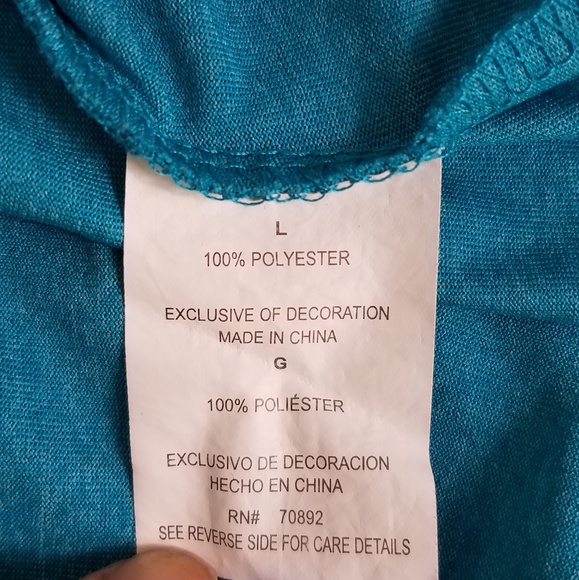 L
100% POLYESTER
EXCLUSIVE OF DECORATION
MADE IN CHINA
G
100% POLIÉSTER
EXCLUSIVO DE DECORACION
HECHO EN CHINA
RN# 70892
SEE REVERSE SIDE FOR CARE DETAILS